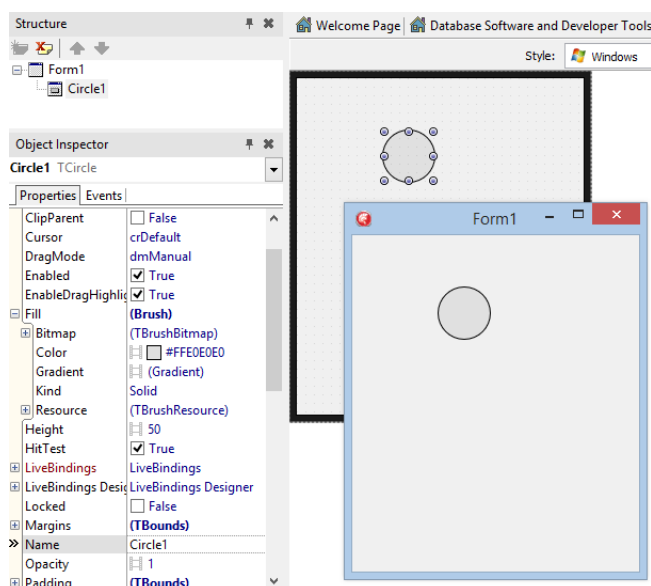 Structure
Form1
Circle1
Object Inspector
Circle1 TCircle
Properties Events
ClipParent False
Cursor crDefault
DragMode dmManual
Enabled True
EnableDragHighlig True
Fill (Brush)
Bitmap (TBrushBitmap)
Color #FFE0E0E0
Gradient (Gradient)
Kind Solid
Resource (TBrushResource)
Height 50
HitTest True
LiveBindings LiveBindings
LiveBindings Desig LiveBindings Designer
Locked False
Margins (TBounds)
Name Circle1
Opacity 1
Padding (TBounds)
Welcome Page Database Software and Developer Tools
Style: Windows
Form1